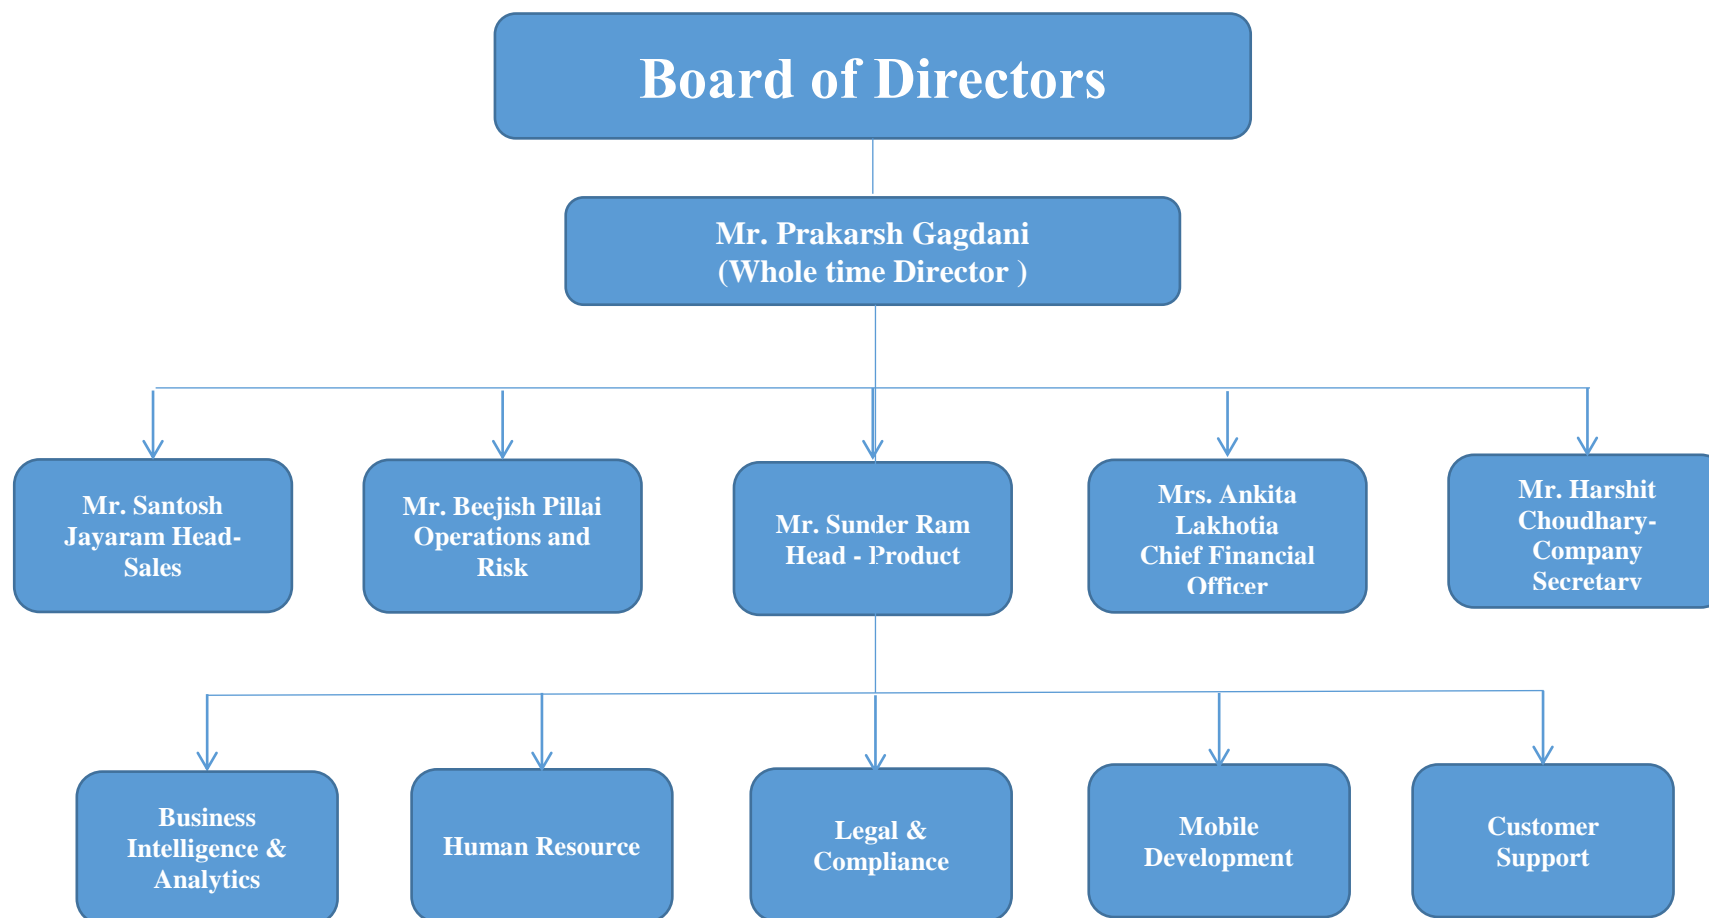 Board of Directors
Mr. Prakarsh Gagdani
(Whole time Director )
Mr. Santosh
Jayaram Head-
Sales
Mr. Beejish Pillai
Operations and
Risk
Mr. Sunder Ram
Head - Product
Mrs. Ankita
Lakhotia
Chief Financial
Officer
Mr. Harshit
Choudhary-
Company
Secretary
Business
Intelligence &
Analytics
Human Resource
Legal &
Compliance
Mobile
Development
Customer
Support